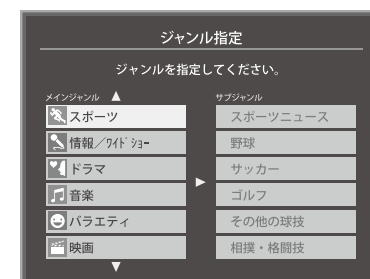 ジャンル指定
ジャンルを指定してください。
メインジャンル ▲
サブジャンル
スポーツ
スポーツニュース
情報／ﾜｲﾄﾞｼｮｰ
野球
ドラマ
サッカー
音楽
ゴルフ
バラエティ
その他の球技
映画
相撲・格闘技